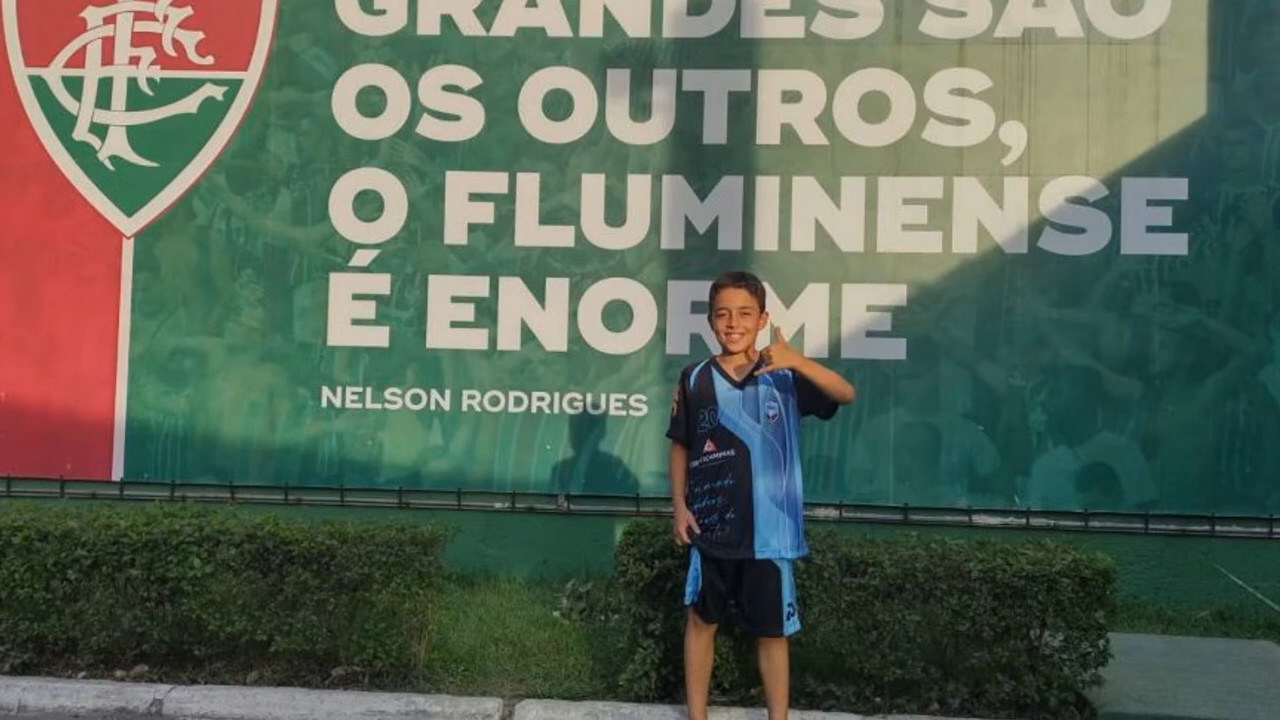 GRANDES SÃO
OS OUTROS,
O FLUMINENSE
É ENORME
NELSON RODRIGUES